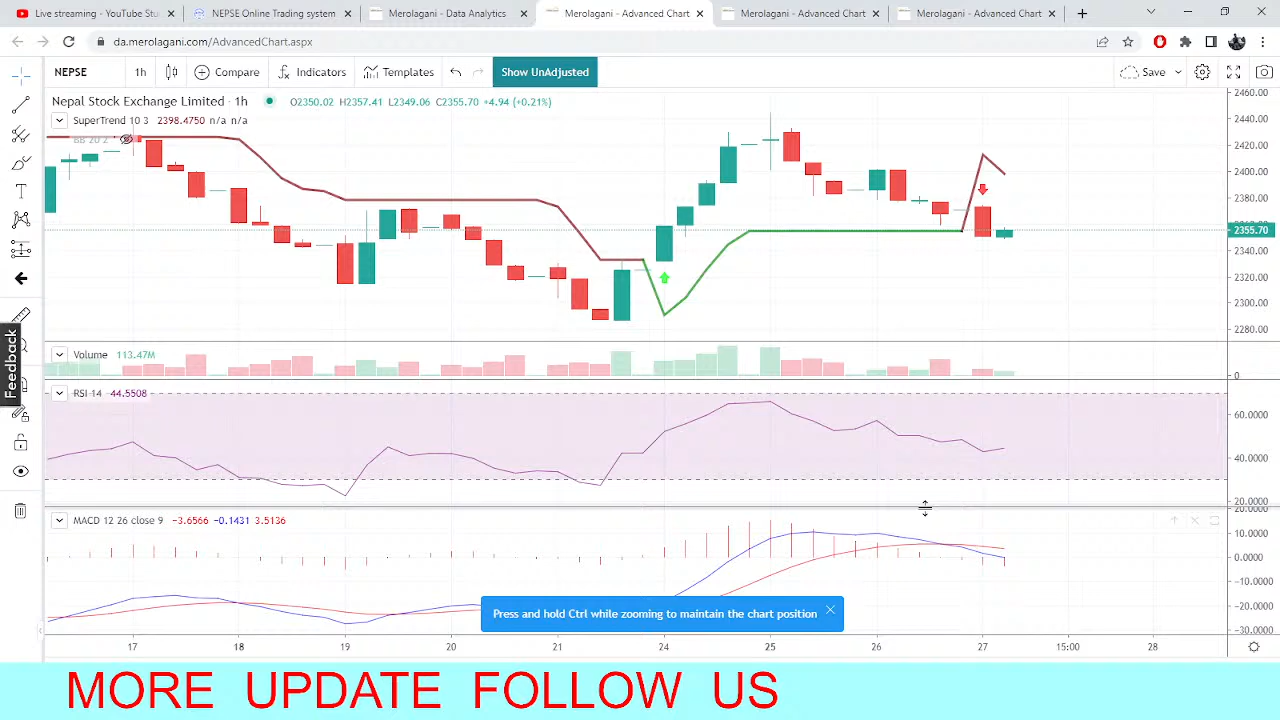 Live streaming - YouTube Stu
NEPSE Online Trading system
Merolagani - Data Analytics
Merolagani - Advanced Chart
Merolagani - Advanced Chart
Merolagani - Advanced Chart
da.merolagani.com/AdvancedChart.aspx
NEPSE 1h Compare Indicators Templates Show UnAdjusted Save
Nepal Stock Exchange Limited · 1h O2350.02 H2357.41 L2349.06 C2355.70 +4.94 (+0.21%)
SuperTrend 10 3 2398.4750 n/a n/a
BB 20 2
2460.00
2440.00
2420.00
2400.00
2380.00
2355.70
2340.00
2320.00
2300.00
2280.00
Feedback
Volume 113.47M
0
RSI 14 44.5508
60.0000
40.0000
20.0000
MACD 12 26 close 9 -3.6566 -0.1431 3.5136
20.0000
10.0000
0.0000
-10.0000
-20.0000
-30.0000
Press and hold Ctrl while zooming to maintain the chart position
17 18 19 20 21 24 25 26 27 15:00 28
MORE UPDATE FOLLOW US